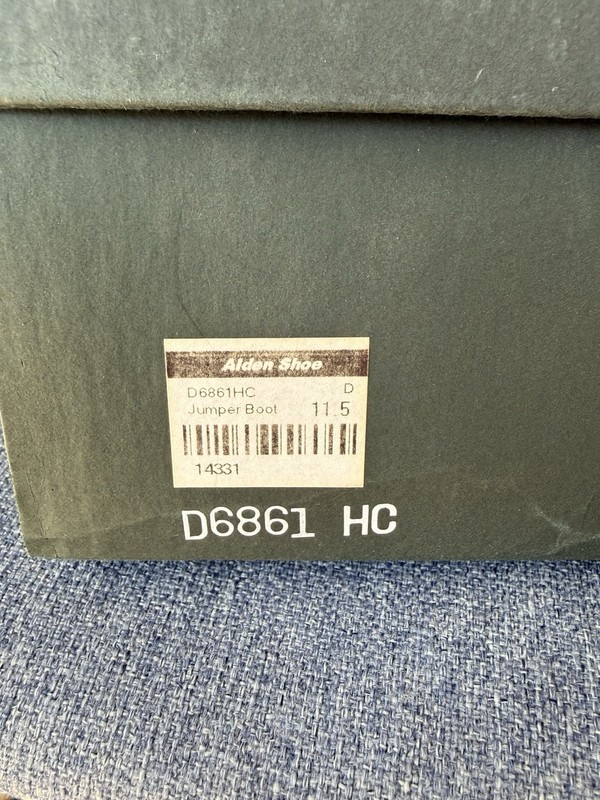 Alden Shoe
D6861HC D
Jumper Boot 11.5
14331
D6861 HC